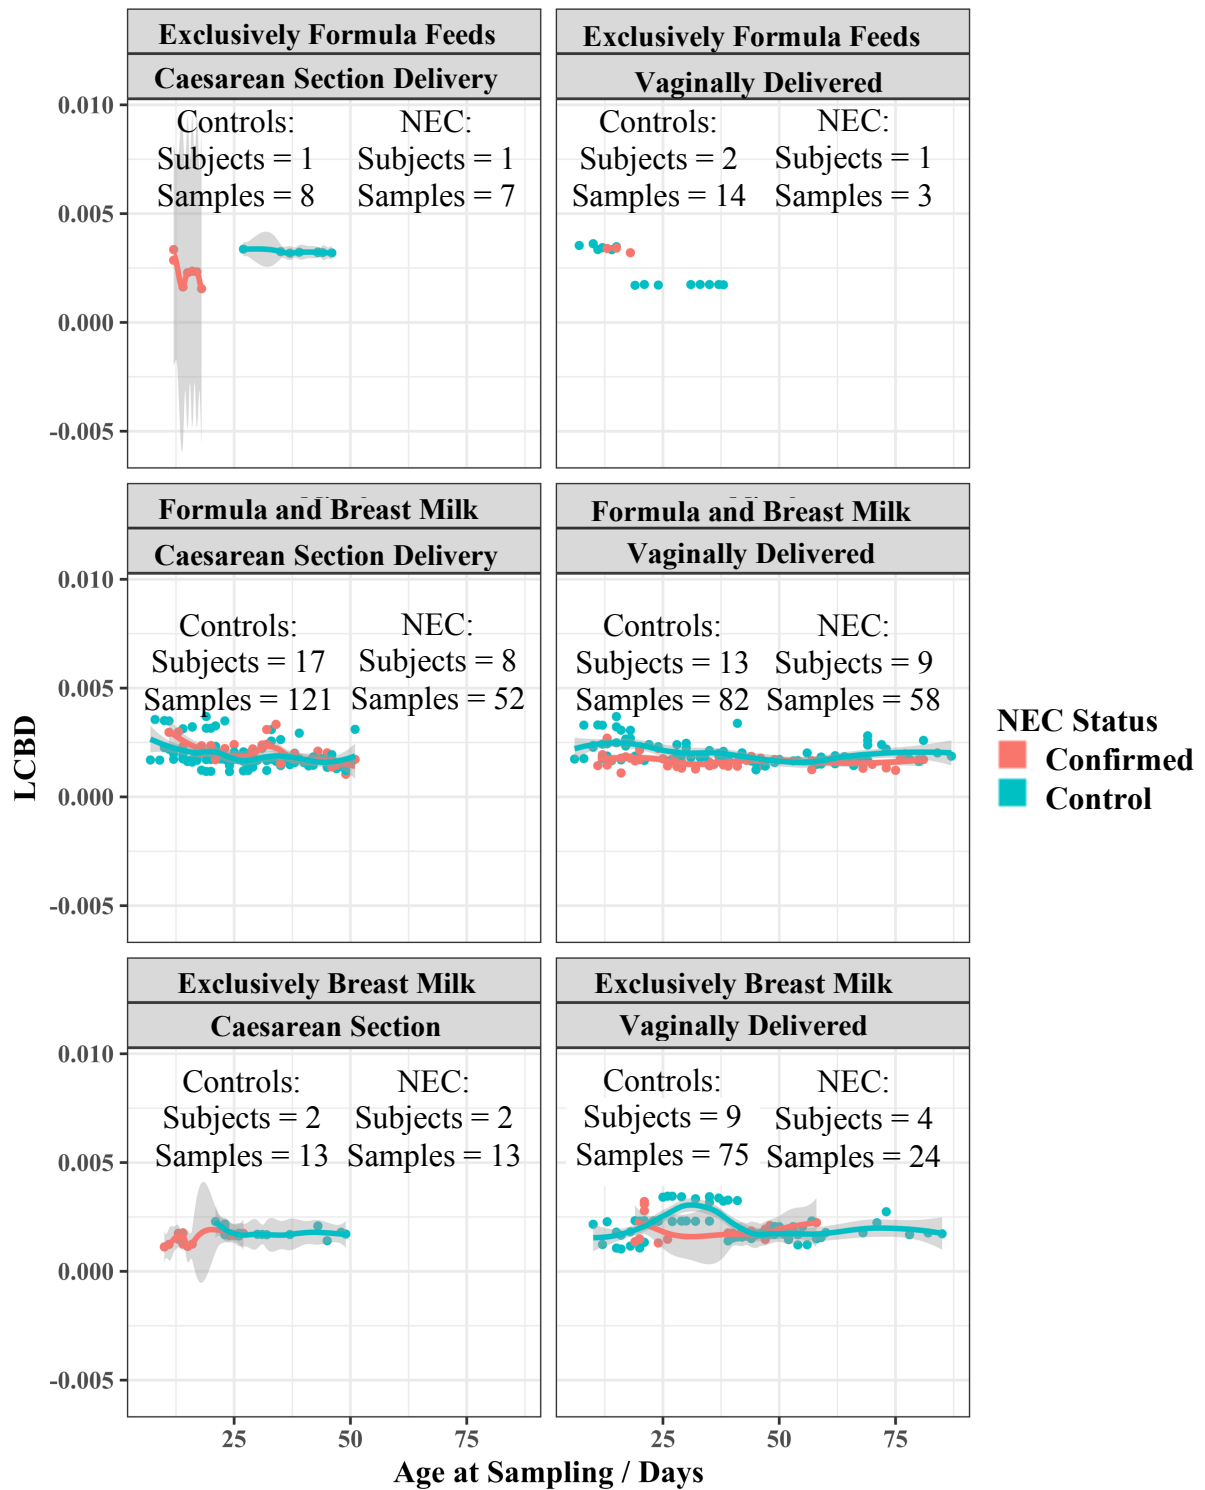 Exclusively Formula Feeds
Caesarean Section Delivery
Exclusively Formula Feeds
Vaginally Delivered
0.010
0.005
0.000
-0.005
Controls:
Subjects = 1
Samples = 8
NEC:
Subjects = 1
Samples = 7
Controls:
Subjects = 2
Samples = 14
NEC:
Subjects = 1
Samples = 3
Formula and Breast Milk
Caesarean Section Delivery
Formula and Breast Milk
Vaginally Delivered
0.010
0.005
0.000
-0.005
Controls:
Subjects = 17
Samples = 121
NEC:
Subjects = 8
Samples = 52
Controls:
Subjects = 13
Samples = 82
NEC:
Subjects = 9
Samples = 58
LCBD
NEC Status
Confirmed
Control
Exclusively Breast Milk
Caesarean Section
Exclusively Breast Milk
Vaginally Delivered
0.010
0.005
0.000
-0.005
Controls:
Subjects = 2
Samples = 13
NEC:
Subjects = 2
Samples = 13
Controls:
Subjects = 9
Samples = 75
NEC:
Subjects = 4
Samples = 24
25 50 75
25 50 75
Age at Sampling / Days